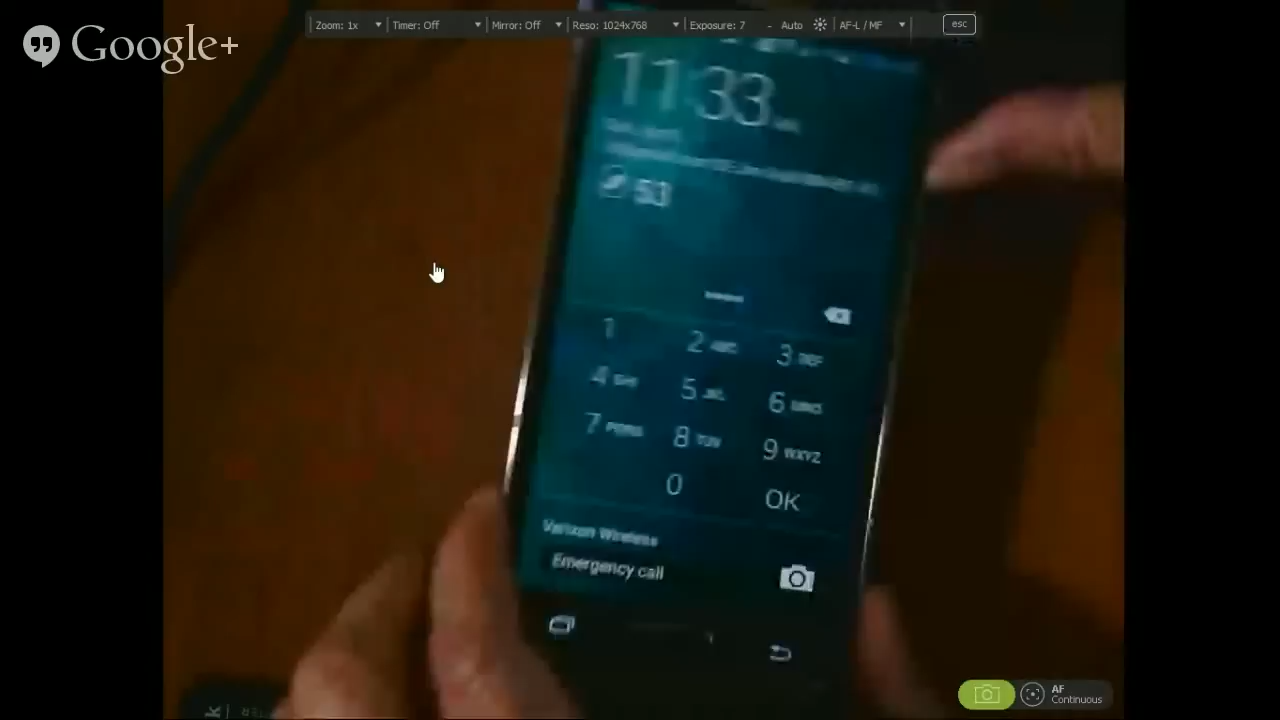 Google+
Zoom: 1x Timer: Off Mirror: Off Reso: 1024x768 Exposure: 7 - Auto AF-L / MF esc
11 33
53
1 2 ABC 3 DEF
4 GHI 5 JKL 6 MNO
7 PQRS 8 TUV 9 WXYZ
0 OK
Verizon Wireless
Emergency call
AF
Continuous